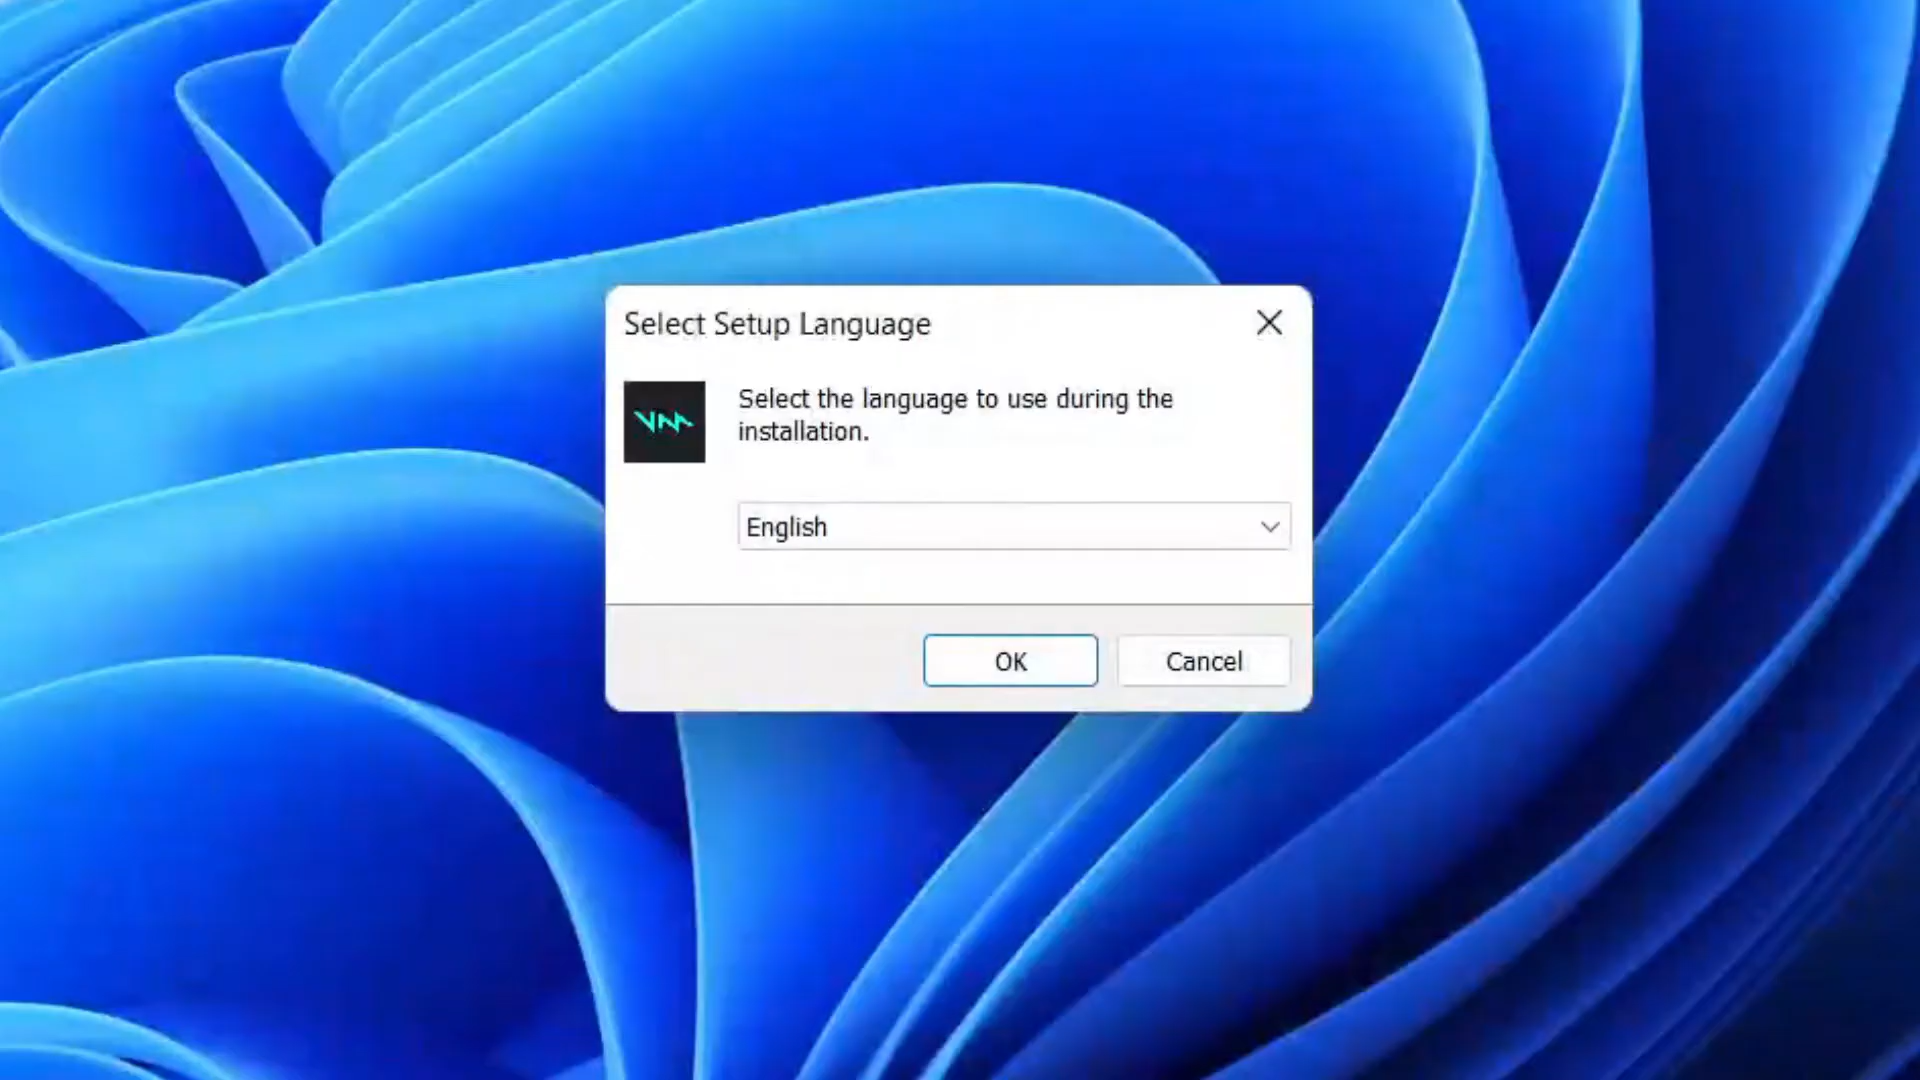 Select Setup Language
Select the language to use during the
installation.
English
OK
Cancel